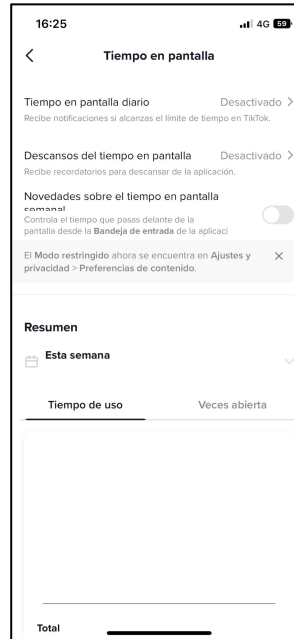 16:25 4G 59
Tiempo en pantalla
Tiempo en pantalla diario Desactivado
Recibe notificaciones si alcanzas el límite de tiempo en TikTok.
Descansos del tiempo en pantalla Desactivado
Recibe recordatorios para descansar de la aplicación.
Novedades sobre el tiempo en pantalla
semanal
Controla el tiempo que pasas delante de la
pantalla desde la Bandeja de entrada de la aplicaci
El Modo restringido ahora se encuentra en Ajustes y
privacidad > Preferencias de contenido.
Resumen
Esta semana
Tiempo de uso Veces abierta
Total